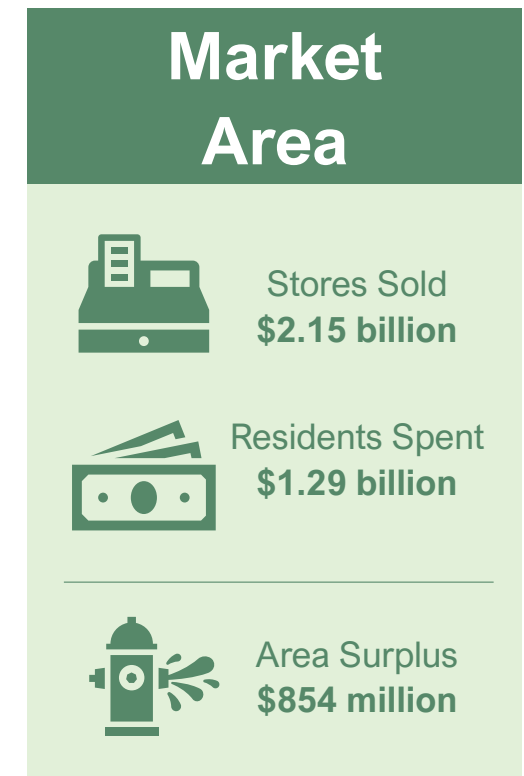 Market
Area
Stores Sold
$2.15 billion
Residents Spent
$1.29 billion
Area Surplus
$854 million